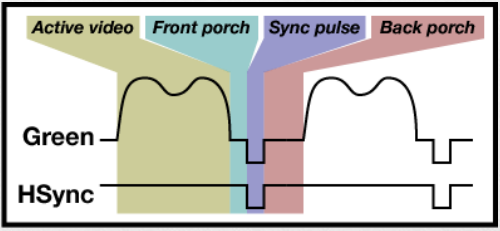 Active video Front porch Sync pulse Back porch
Green
HSync